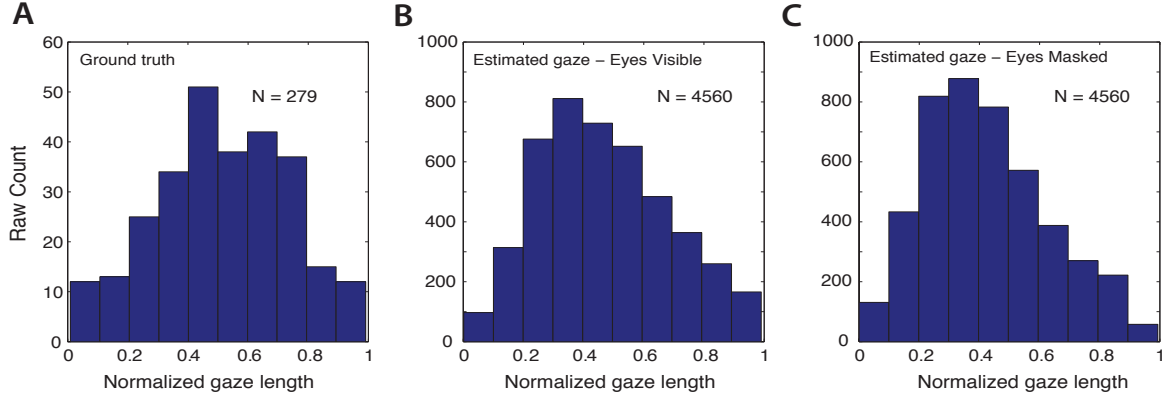 A
B
C
60
50
40
30
20
10
0
Raw Count
Ground truth
N = 279
0
0.2
0.4
0.6
0.8
1
Normalized gaze length
1000
800
600
400
200
0
Estimated gaze – Eyes Visible
N = 4560
0
0.2
0.4
0.6
0.8
1
Normalized gaze length
1000
800
600
400
200
0
Estimated gaze – Eyes Masked
N = 4560
0
0.2
0.4
0.6
0.8
1
Normalized gaze length